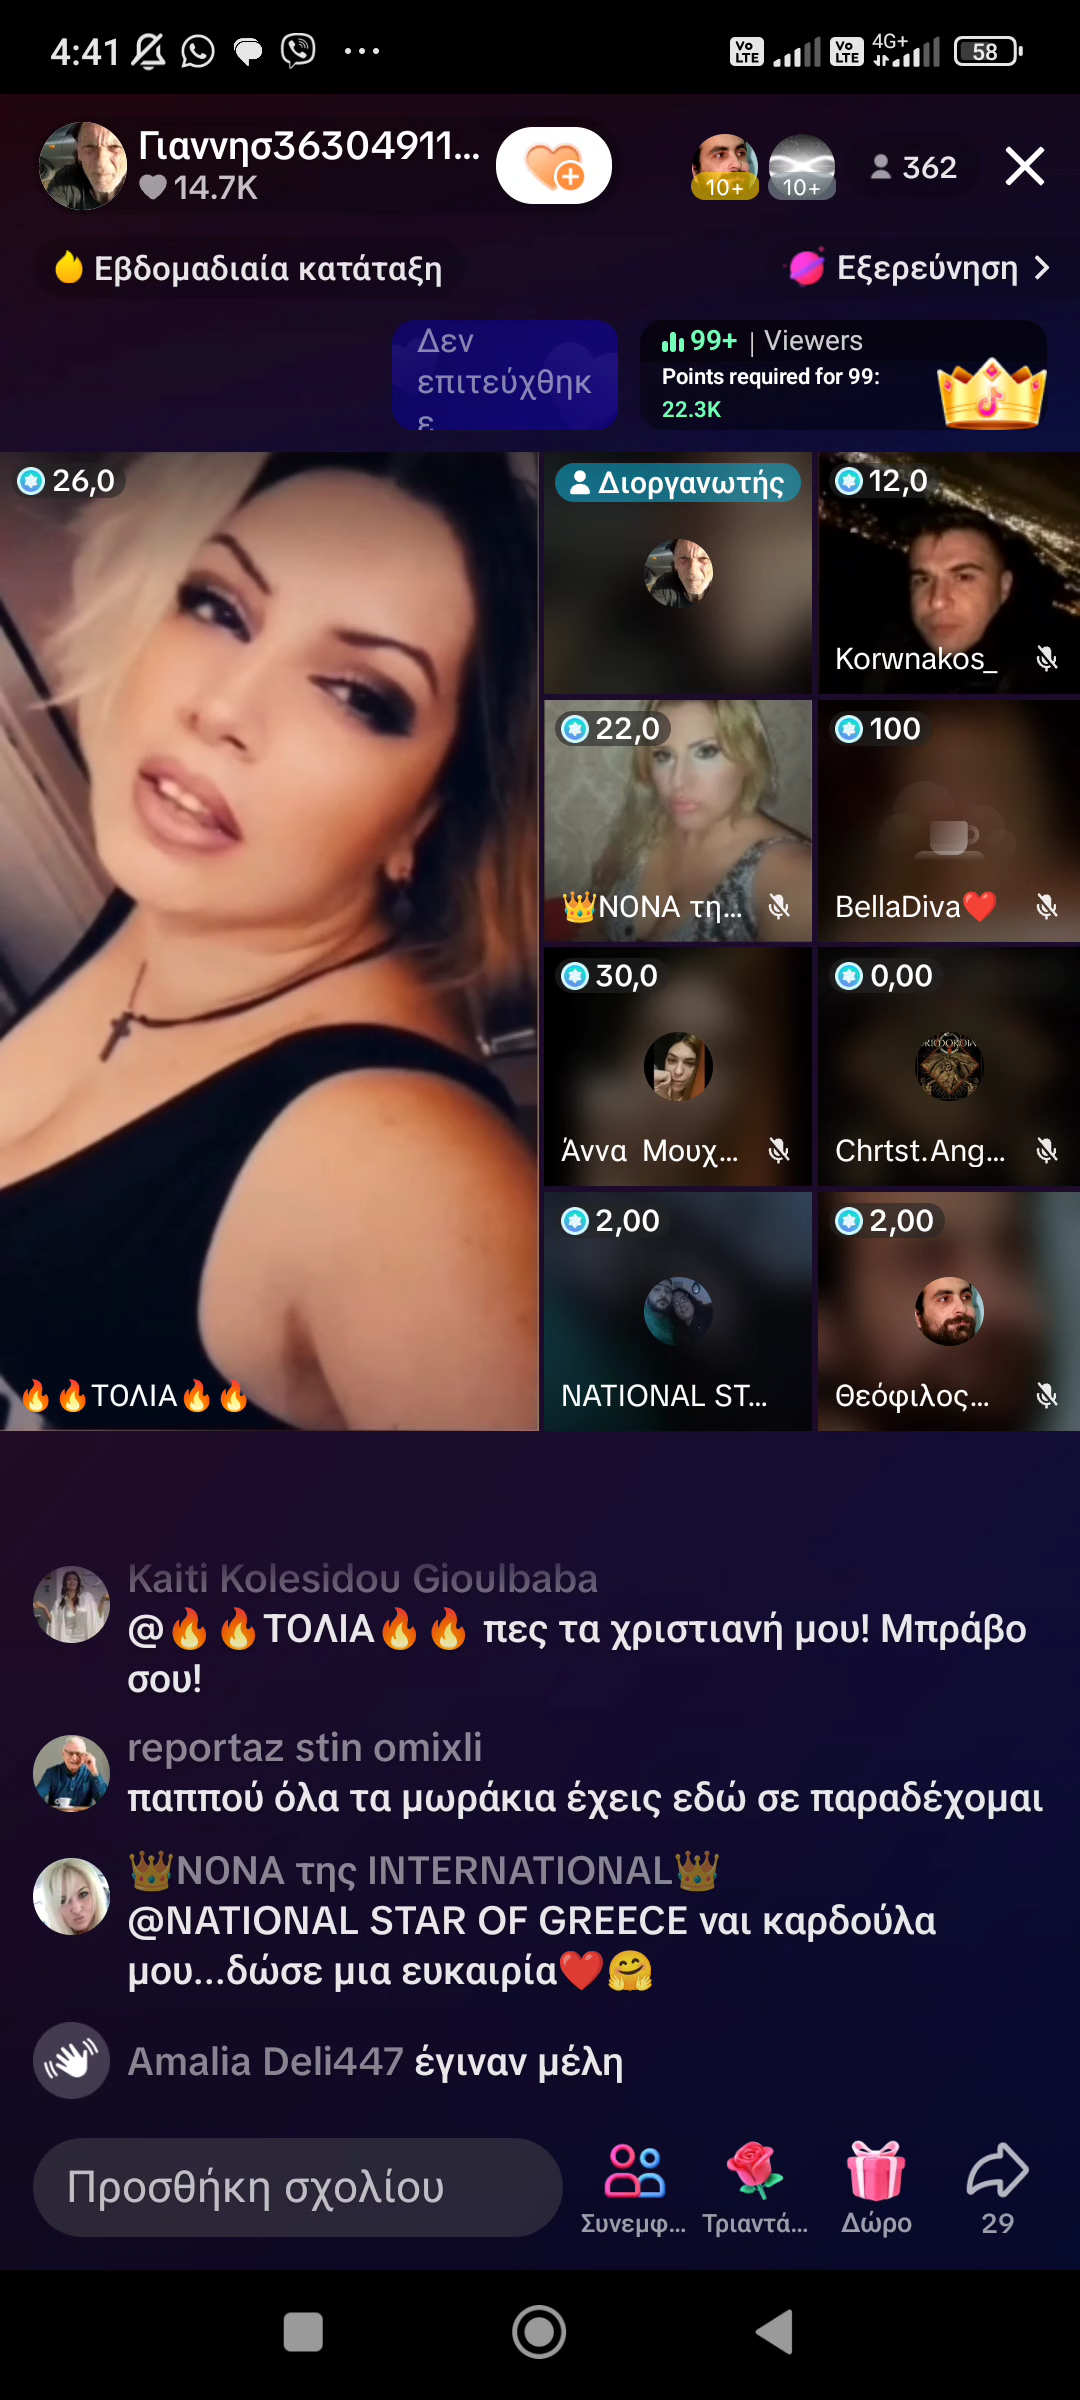 4:41
Vo LTE
Vo LTE
4G+
58
Γιαννησ36304911...
14.7K
10+
10+
362
Εβδομαδιαία κατάταξη
Εξερεύνηση
Δεν
επιτεύχθηκ
ε
99+ | Viewers
Points required for 99:
22.3K
26,0
Διοργανωτής
12,0
Korwnakos_
22,0
👑NONA τη...
100
BellaDiva❤️
30,0
Άννα Μουχ...
0,00
Chrtst.Ang...
2,00
NATIONAL ST...
2,00
Θεόφιλος...
🔥🔥ΤΟΛΙΑ🔥🔥
Kaiti Kolesidou Gioulbaba
@🔥🔥ΤΟΛΙΑ🔥🔥 πες τα χριστιανή μου! Μπράβο
σου!
reportaz stin omixli
παππού όλα τα μωράκια έχεις εδώ σε παραδέχομαι
👑NONA της INTERNATIONAL👑
@NATIONAL STAR OF GREECE ναι καρδούλα
μου...δώσε μια ευκαιρία❤️🤗
Amalia Deli447 έγιναν μέλη
Προσθήκη σχολίου
Συνεμφ...
Τριαντά...
Δώρο
29